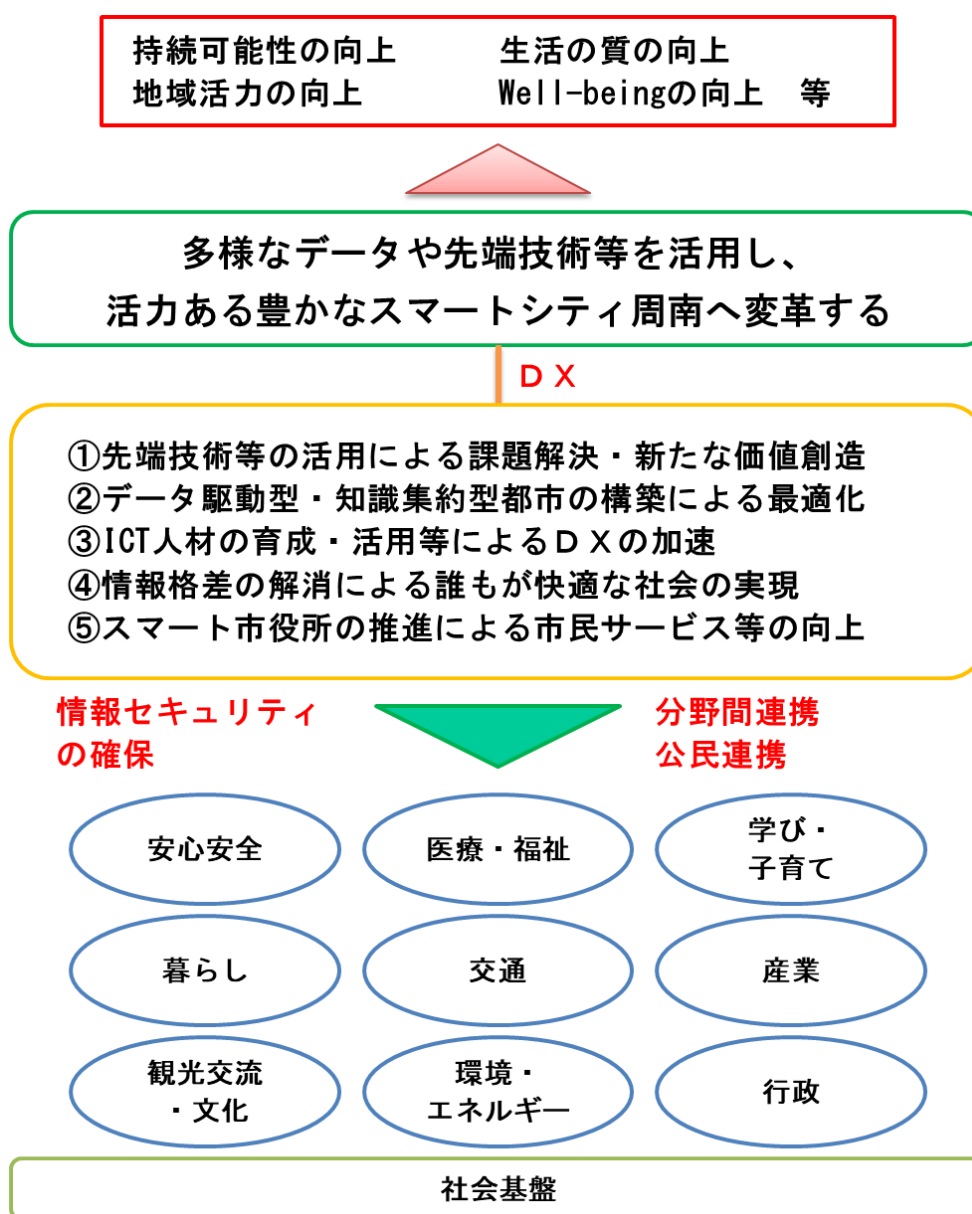 持続可能性の向上　生活の質の向上
地域活力の向上　Well-beingの向上　等
多様なデータや先端技術等を活用し、
活力ある豊かなスマートシティ周南へ変革する
ＤＸ
①先端技術等の活用による課題解決・新たな価値創造
②データ駆動型・知識集約型都市の構築による最適化
③ICT人材の育成・活用等によるＤＸの加速
④情報格差の解消による誰もが快適な社会の実現
⑤スマート市役所の推進による市民サービス等の向上
情報セキュリティ
の確保
分野間連携
公民連携
安心安全
医療・福祉
学び・
子育て
暮らし
交通
産業
観光交流
・文化
環境・
エネルギー
行政
社会基盤